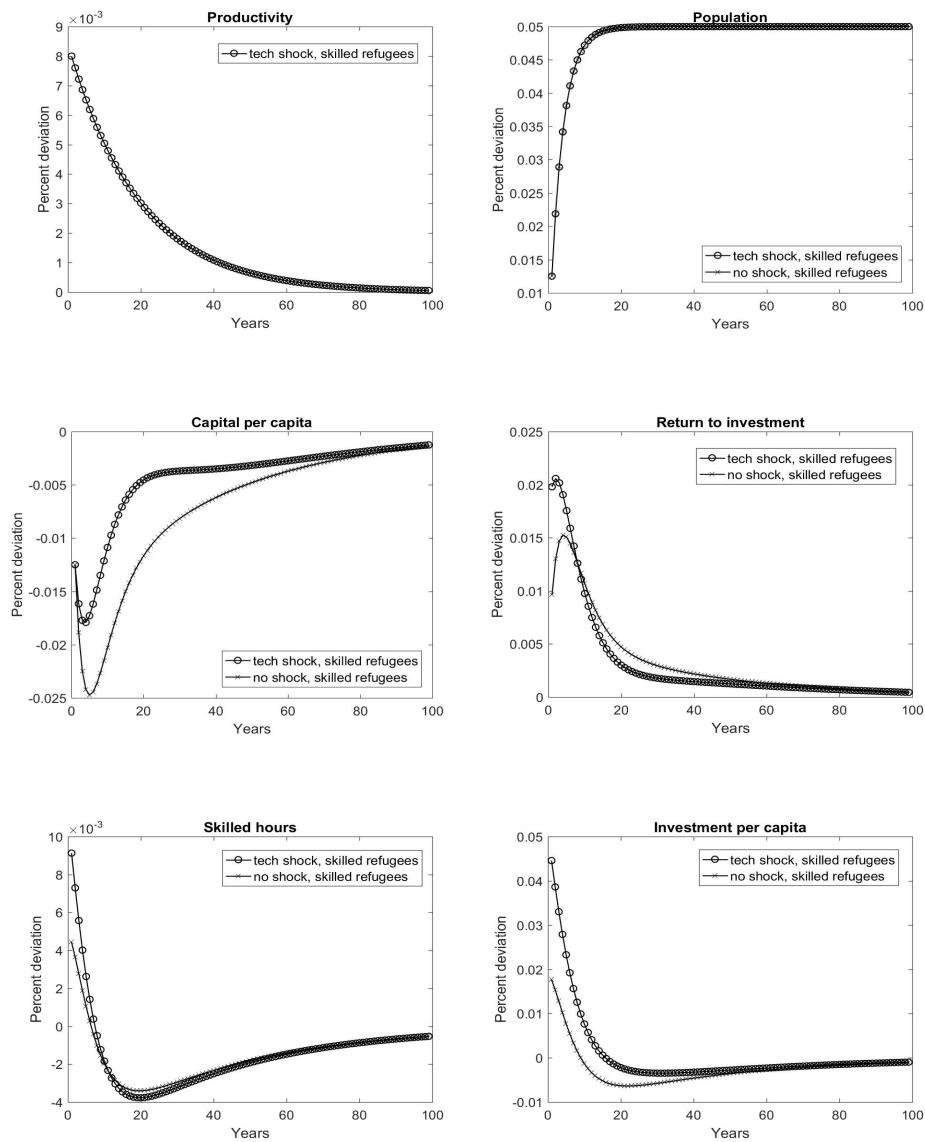 Productivity
×10-3
9
8
7
6
5
4
3
2
1
0
Percent deviation
tech shock, skilled refugees
0 20 40 60 80 100
Years
Population
0.05
0.045
0.04
0.035
0.03
0.025
0.02
0.015
0.01
Percent deviation
tech shock, skilled refugees
no shock, skilled refugees
0 20 40 60 80 100
Years
Capital per capita
0
-0.005
-0.01
-0.015
-0.02
-0.025
Percent deviation
tech shock, skilled refugees
no shock, skilled refugees
0 20 40 60 80 100
Years
Return to investment
0.025
0.02
0.015
0.01
0.005
0
Percent deviation
tech shock, skilled refugees
no shock, skilled refugees
0 20 40 60 80 100
Years
Skilled hours
×10-3
10
8
6
4
2
0
-2
-4
Percent deviation
tech shock, skilled refugees
no shock, skilled refugees
0 20 40 60 80 100
Years
Investment per capita
0.05
0.04
0.03
0.02
0.01
0
-0.01
Percent deviation
tech shock, skilled refugees
no shock, skilled refugees
0 20 40 60 80 100
Years